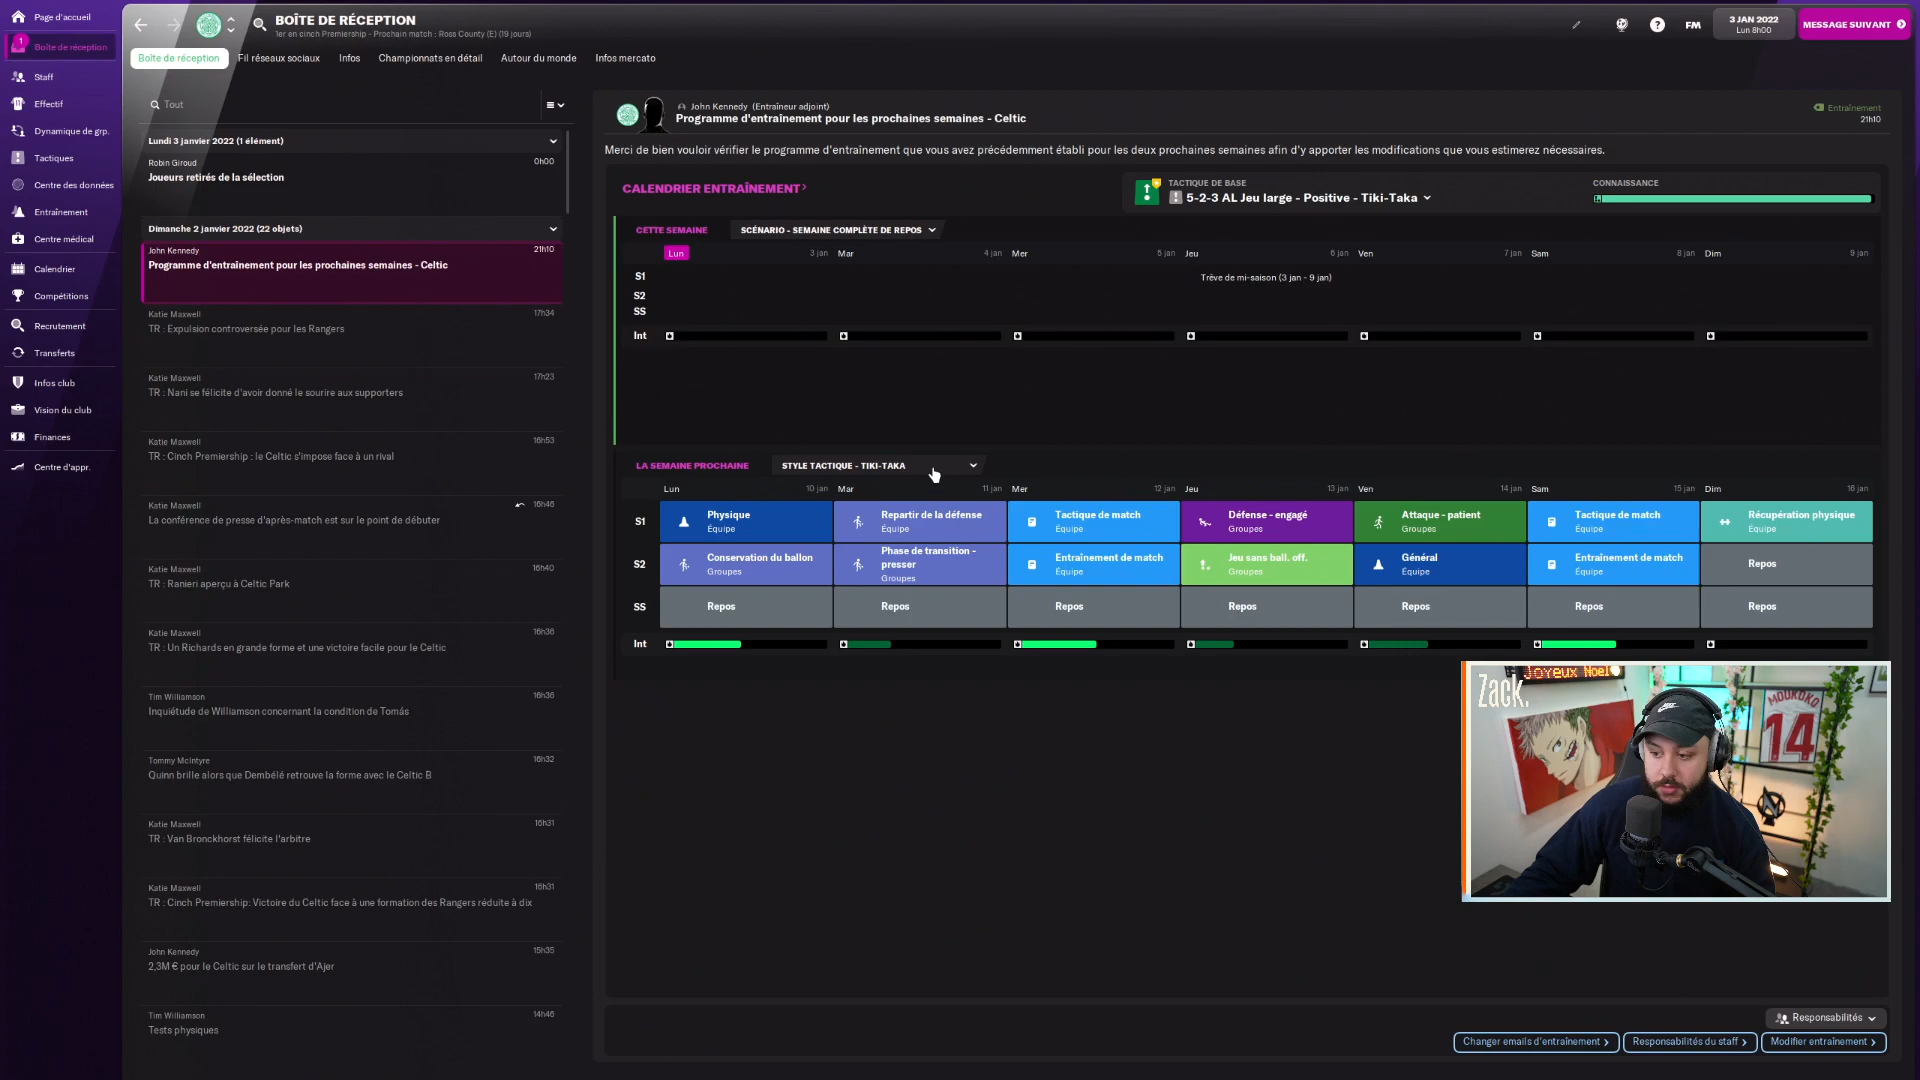 Page d'accueil
1
Boîte de réception
Staff
Effectif
Dynamique de grp.
Tactiques
Centre des données
Entraînement
Centre médical
Calendrier
Compétitions
Recrutement
Transferts
Infos club
Vision du club
Finances
Centre d'appr.
BOÎTE DE RÉCEPTION
1er en cinch Premiership - Prochain match : Ross County (E) (19 jours)
FM
3 JAN 2022
Lun 8h00
MESSAGE SUIVANT
Boîte de réception Fil réseaux sociaux Infos Championnats en détail Autour du monde Infos mercato
Tout
Lundi 3 janvier 2022 (1 élément)
Robin Giroud 0h00
Joueurs retirés de la sélection
Dimanche 2 janvier 2022 (22 objets)
John Kennedy 21h10
Programme d'entraînement pour les prochaines semaines - Celtic
Katie Maxwell 17h34
TR : Expulsion controversée pour les Rangers
Katie Maxwell 17h23
TR : Nani se félicite d'avoir donné le sourire aux supporters
Katie Maxwell 16h53
TR : Cinch Premiership : le Celtic s'impose face à un rival
Katie Maxwell 16h46
La conférence de presse d'après-match est sur le point de débuter
Katie Maxwell 16h40
TR : Ranieri aperçu à Celtic Park
Katie Maxwell 16h36
TR : Un Richards en grande forme et une victoire facile pour le Celtic
Tim Williamson 16h36
Inquiétude de Williamson concernant la condition de Tomás
Tommy McIntyre 16h32
Quinn brille alors que Dembélé retrouve la forme avec le Celtic B
Katie Maxwell 16h31
TR : Van Bronckhorst félicite l'arbitre
Katie Maxwell 16h31
TR : Cinch Premiership: Victoire du Celtic face à une formation des Rangers réduite à dix
John Kennedy 15h35
2,3M € pour le Celtic sur le transfert d'Ajer
Tim Williamson 14h46
Tests physiques
John Kennedy (Entraîneur adjoint)
Programme d'entraînement pour les prochaines semaines - Celtic
Entraînement
21h10
Merci de bien vouloir vérifier le programme d'entraînement que vous avez précédemment établi pour les deux prochaines semaines afin d'y apporter les modifications que vous estimerez nécessaires.
CALENDRIER ENTRAÎNEMENT
TACTIQUE DE BASE
5-2-3 AL Jeu large - Positive - Tiki-Taka
CONNAISSANCE
CETTE SEMAINE SCÉNARIO - SEMAINE COMPLÈTE DE REPOS
Lun 3 jan Mar 4 jan Mer 5 jan Jeu 6 jan Ven 7 jan Sam 8 jan Dim 9 jan
S1 Trêve de mi-saison (3 jan - 9 jan)
S2
SS
Int
LA SEMAINE PROCHAINE STYLE TACTIQUE - TIKI-TAKA
Lun 10 jan Mar 11 jan Mer 12 jan Jeu 13 jan Ven 14 jan Sam 15 jan Dim 16 jan
S1 Physique Repartir de la défense Tactique de match Défense - engagé Attaque - patient Tactique de match Récupération physique
Équipe Équipe Équipe Groupes Groupes Équipe Équipe
S2 Conservation du ballon Phase de transition - presser Entraînement de match Jeu sans ball. off. Général Entraînement de match Repos
Groupes Groupes Équipe Groupes Équipe Équipe
SS Repos Repos Repos Repos Repos Repos Repos
Int
Zack.
Joyeux Noel
MOUKOKO
14
Responsabilités
Changer emails d'entraînement Responsabilités du staff Modifier entraînement